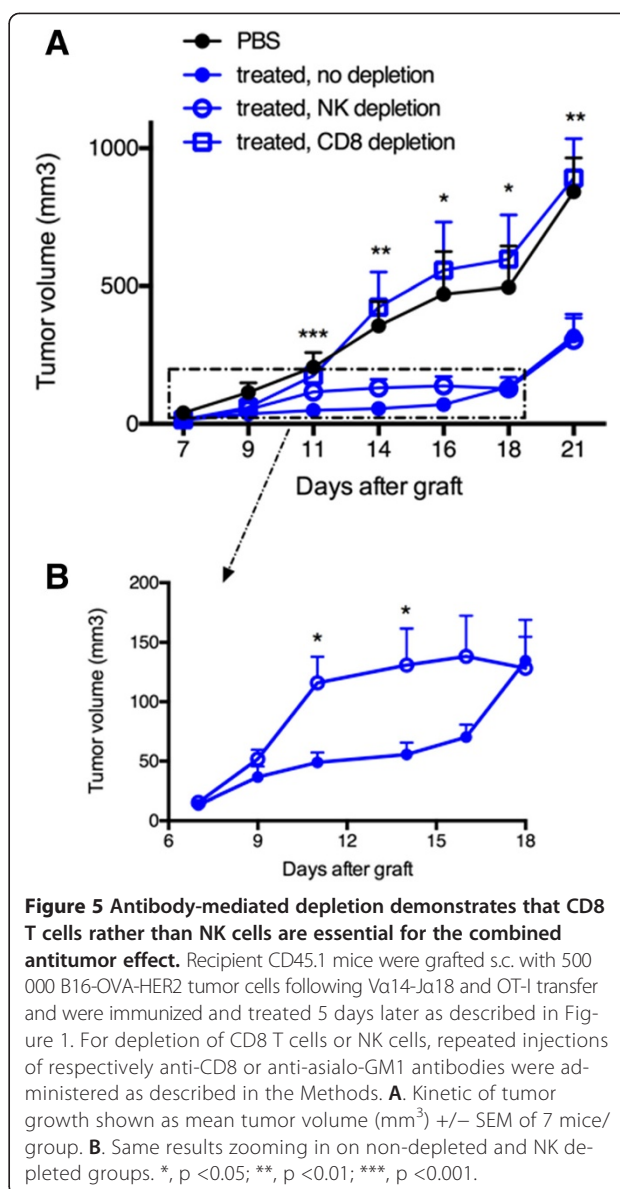 A
PBS
treated, no depletion
treated, NK depletion
treated, CD8 depletion
Tumor volume (mm3)
1000
500
0
***
**
*
*
**
7 9 11 14 16 18 21
Days after graft
B
Tumor volume (mm3)
200
150
100
50
0
*
*
6 9 12 15 18
Days after graft
Figure 5 Antibody-mediated depletion demonstrates that CD8
T cells rather than NK cells are essential for the combined
antitumor effect. Recipient CD45.1 mice were grafted s.c. with 500
000 B16-OVA-HER2 tumor cells following Vα14-Jα18 and OT-I transfer
and were immunized and treated 5 days later as described in Fig-
ure 1. For depletion of CD8 T cells or NK cells, repeated injections
of respectively anti-CD8 or anti-asialo-GM1 antibodies were ad-
ministered as described in the Methods. A. Kinetic of tumor
growth shown as mean tumor volume (mm³) +/− SEM of 7 mice/
group. B. Same results zooming in on non-depleted and NK de-
pleted groups. *, p <0.05; **, p <0.01; ***, p <0.001.